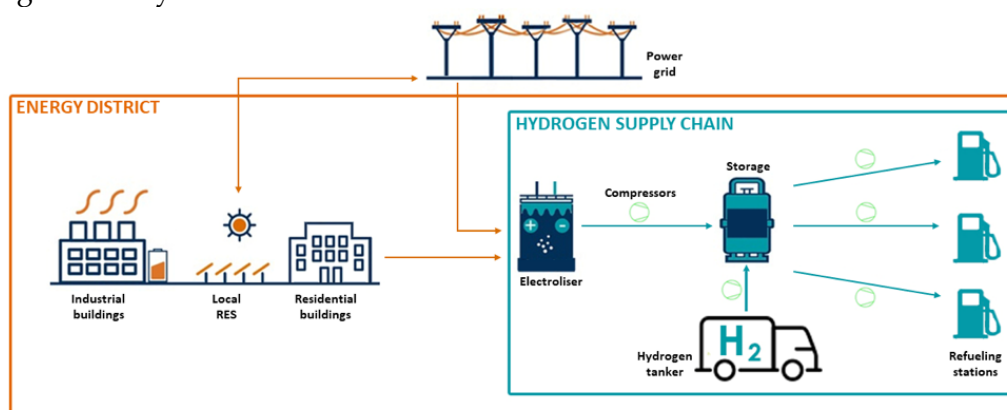 Power
grid
ENERGY DISTRICT
HYDROGEN SUPPLY CHAIN
Storage
Compressors
+ -
Electroliser
Industrial
buildings
Local
RES
Residential
buildings
H2
Hydrogen
tanker
Refueling
stations